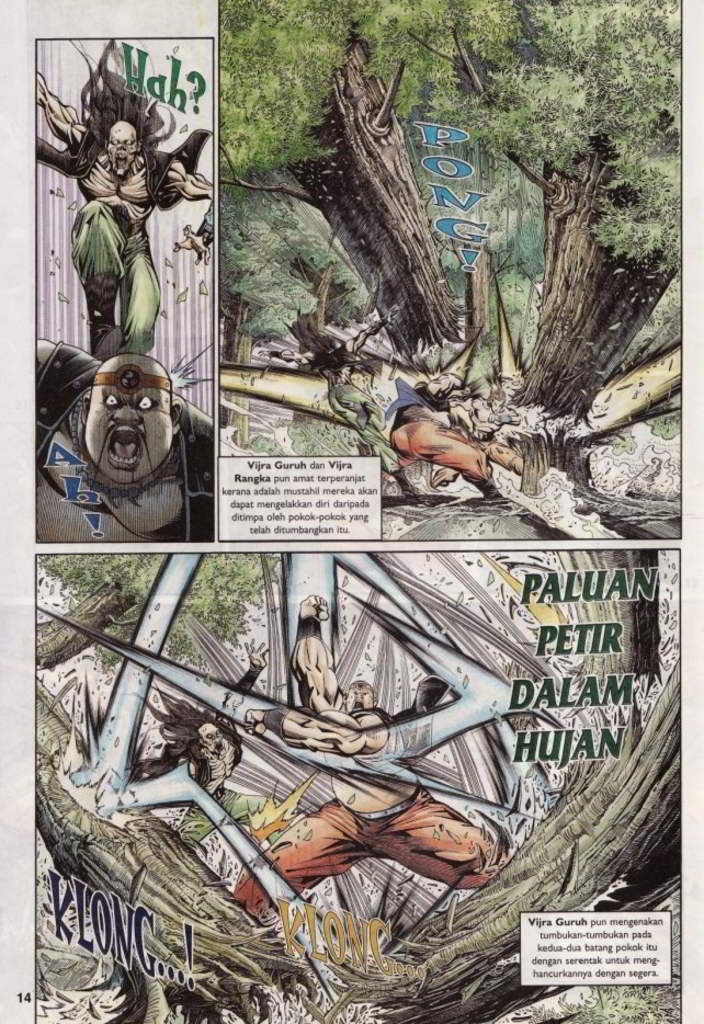 Hah?
Ah!
PONG!
Vijra Guruh dan Vijra
Rangka pun amat terperanjat
kerana adalah mustahil mereka akan
dapat mengelakkan diri daripada
ditimpa oleh pokok-pokok yang
telah ditumbangkan itu.
PALUAN
PETIR
DALAM
HUJAN
KLONG....!
KLONG....
Vijra Guruh pun mengenakan
tumbukan-tumbukan pada
kedua-dua batang pokok itu
dengan serentak untuk meng-
hancurkannya dengan segera.
14